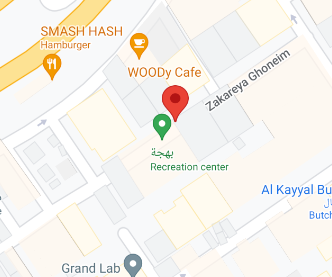 SMASH HASH
Hamburger
WOODy Cafe
Zakareya Ghoneim
بهجة
Recreation center
Al Kayyal Bu
Butch
Grand Lab